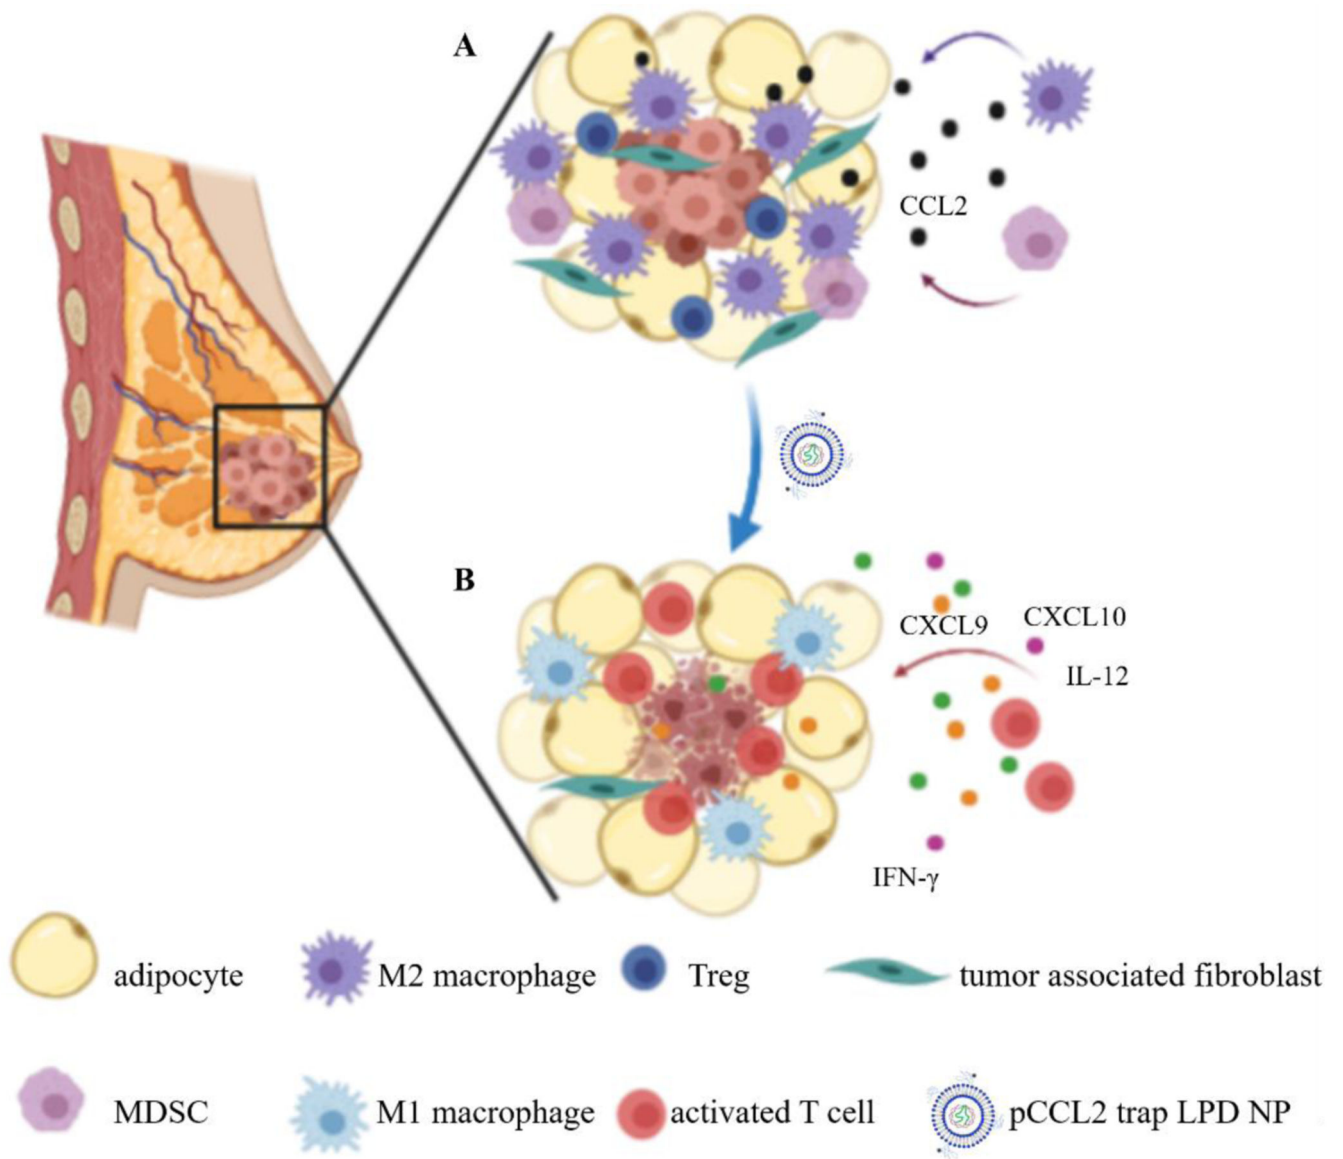 A
CCL2
B
CXCL9
CXCL10
IL-12
IFN-γ
adipocyte
M2 macrophage
Treg
tumor associated fibroblast
MDSC
M1 macrophage
activated T cell
pCCL2 trap LPD NP